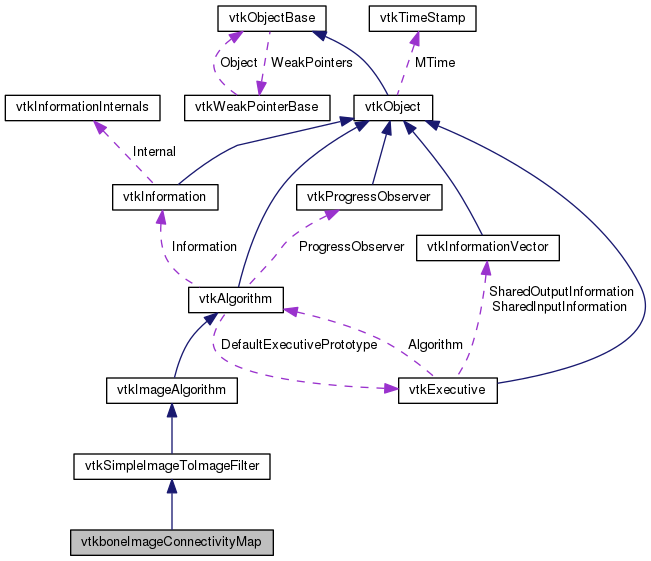 vtkObjectBase
vtkTimeStamp
Object
WeakPointers
MTime
vtkInformationInternals
vtkWeakPointerBase
vtkObject
Internal
vtkInformation
vtkProgressObserver
Information
ProgressObserver
vtkInformationVector
vtkAlgorithm
SharedOutputInformation
SharedInputInformation
DefaultExecutivePrototype
Algorithm
vtkImageAlgorithm
vtkExecutive
vtkSimpleImageToImageFilter
vtkboneImageConnectivityMap